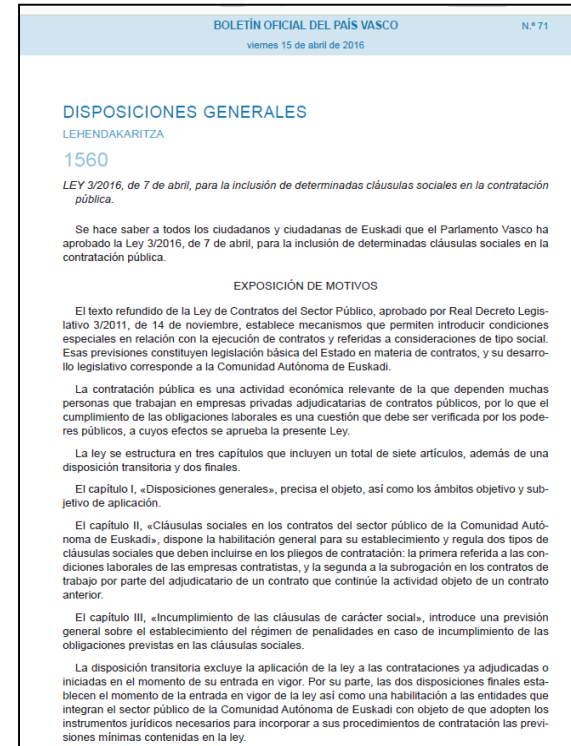 BOLETÍN OFICIAL DEL PAÍS VASCO
N.º 71
viernes 15 de abril de 2016
DISPOSICIONES GENERALES
LEHENDAKARITZA
1560
LEY 3/2016, de 7 de abril, para la inclusión de determinadas cláusulas sociales en la contratación
pública.
Se hace saber a todos los ciudadanos y ciudadanas de Euskadi que el Parlamento Vasco ha
aprobado la Ley 3/2016, de 7 de abril, para la inclusión de determinadas cláusulas sociales en la
contratación pública.
EXPOSICIÓN DE MOTIVOS
El texto refundido de la Ley de Contratos del Sector Público, aprobado por Real Decreto Legis-
lativo 3/2011, de 14 de noviembre, establece mecanismos que permiten introducir condiciones
especiales en relación con la ejecución de contratos y referidas a consideraciones de tipo social.
Esas previsiones constituyen legislación básica del Estado en materia de contratos, y su desarro-
llo legislativo corresponde a la Comunidad Autónoma de Euskadi.
La contratación pública es una actividad económica relevante de la que dependen muchas
personas que trabajan en empresas privadas adjudicatarias de contratos públicos, por lo que el
cumplimiento de las obligaciones laborales es una cuestión que debe ser verificada por los pode-
res públicos, a cuyos efectos se aprueba la presente Ley.
La ley se estructura en tres capítulos que incluyen un total de siete artículos, además de una
disposición transitoria y dos finales.
El capítulo I, «Disposiciones generales», precisa el objeto, así como los ámbitos objetivo y sub-
jetivo de aplicación.
El capítulo II, «Cláusulas sociales en los contratos del sector público de la Comunidad Autó-
noma de Euskadi», dispone la habilitación general para su establecimiento y regula dos tipos de
cláusulas sociales que deben incluirse en los pliegos de contratación: la primera referida a las con-
diciones laborales de las empresas contratistas, y la segunda a la subrogación en los contratos de
trabajo por parte del adjudicatario de un contrato que continúe la actividad objeto de un contrato
anterior.
El capítulo III, «Incumplimiento de las cláusulas de carácter social», introduce una previsión
general sobre el establecimiento del régimen de penalidades en caso de incumplimiento de las
obligaciones previstas en las cláusulas sociales.
La disposición transitoria excluye la aplicación de la ley a las contrataciones ya adjudicadas o
iniciadas en el momento de su entrada en vigor. Por su parte, las dos disposiciones finales esta-
blecen el momento de la entrada en vigor de la ley así como una habilitación a las entidades que
integran el sector público de la Comunidad Autónoma de Euskadi con objeto de que adopten los
instrumentos jurídicos necesarios para incorporar a sus procedimientos de contratación las previ-
siones mínimas contenidas en la ley.